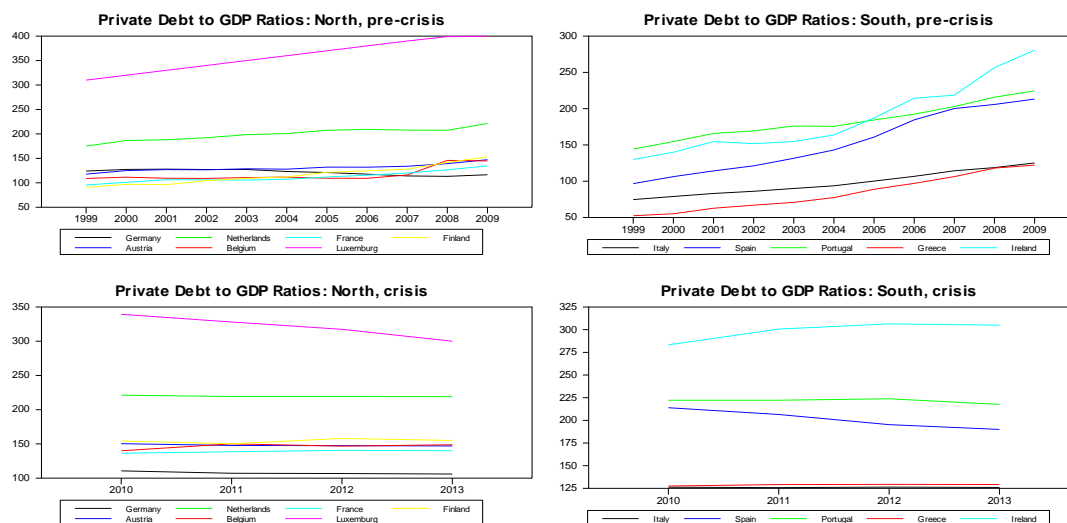 Private Debt to GDP Ratios: North, pre-crisis
400
350
300
250
200
150
100
50
1999 2000 2001 2002 2003 2004 2005 2006 2007 2008 2009
Germany Netherlands France Finland
Austria Belgium Luxemburg
Private Debt to GDP Ratios: South, pre-crisis
300
250
200
150
100
50
1999 2000 2001 2002 2003 2004 2005 2006 2007 2008 2009
Italy Spain Portugal Greece Ireland
Private Debt to GDP Ratios: North, crisis
350
300
250
200
150
100
2010 2011 2012 2013
Germany Netherlands France Finland
Austria Belgium Luxemburg
Private Debt to GDP Ratios: South, crisis
325
300
275
250
225
200
175
150
125
2010 2011 2012 2013
Italy Spain Portugal Greece Ireland